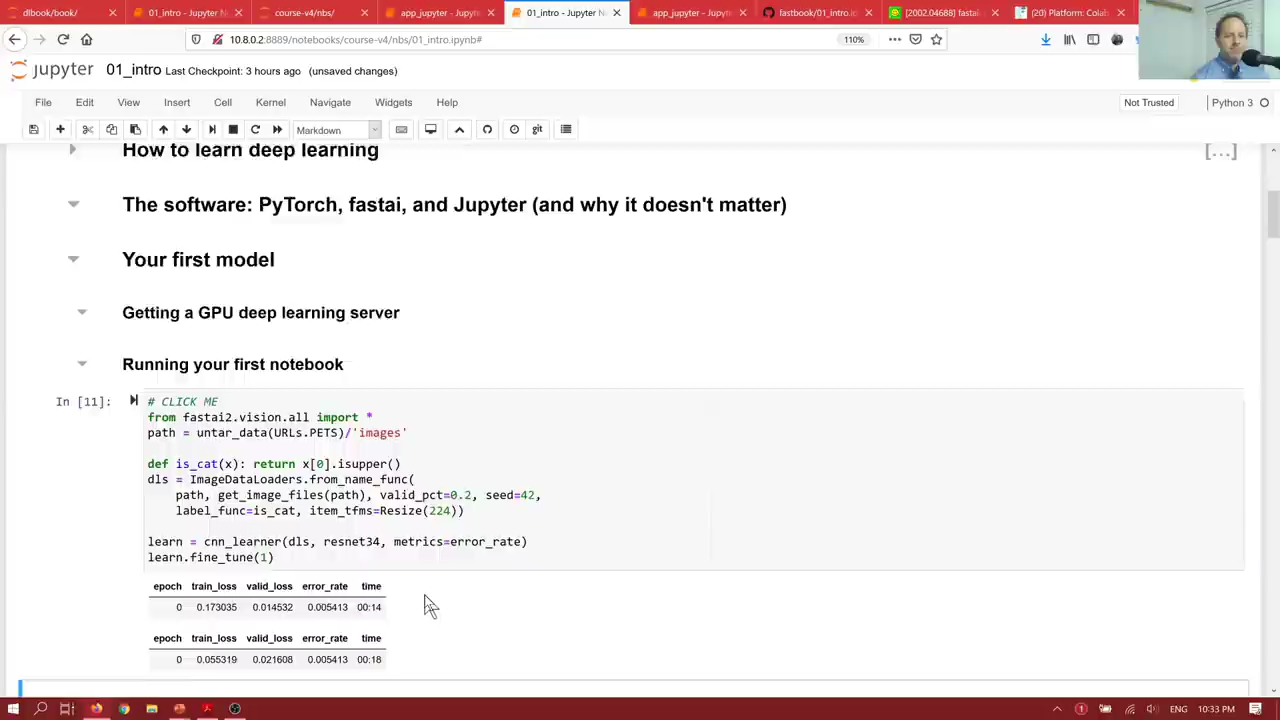 dlbook/book/
01_intro - Jupyter N
course-v4/nbs/
app_jupyter - Jupyter
01_intro - Jupyter N
app_jupyter - Jupyter
fastbook/01_intro.i
[2002.04688] fastai
(20) Platform: Cola
10.8.0.2:8889/notebooks/course-v4/nbs/01_intro.ipynb#
110%
jupyter 01_intro Last Checkpoint: 3 hours ago (unsaved changes)
File Edit View Insert Cell Kernel Navigate Widgets Help
Not Trusted
Python 3
Markdown
git
How to learn deep learning
[...]
The software: PyTorch, fastai, and Jupyter (and why it doesn't matter)
Your first model
Getting a GPU deep learning server
Running your first notebook
In [11]:
# CLICK ME
from fastai2.vision.all import *
path = untar_data(URLs.PETS)/'images'
def is_cat(x): return x[0].isupper()
dls = ImageDataLoaders.from_name_func(
path, get_image_files(path), valid_pct=0.2, seed=42,
label_func=is_cat, item_tfms=Resize(224))
learn = cnn_learner(dls, resnet34, metrics=error_rate)
learn.fine_tune(1)
epoch train_loss valid_loss error_rate time
0 0.173035 0.014532 0.005413 00:14
epoch train_loss valid_loss error_rate time
0 0.055319 0.021608 0.005413 00:18
1
ENG
10:33 PM